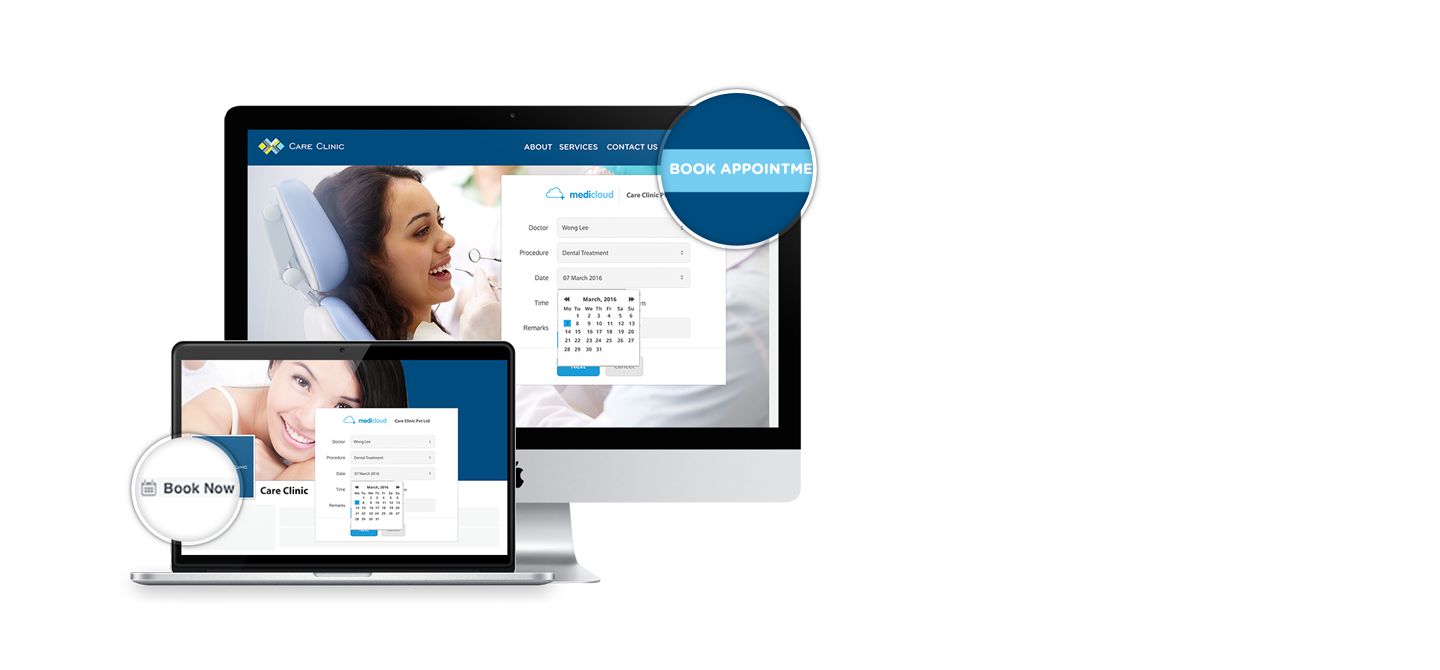 CARE CLINIC
ABOUT SERVICES CONTACT US
BOOK APPOINTME
medicloud Care Clinic P
Doctor Wong Lee
Procedure Dental Treatment
Date 07 March 2016
Time m
Remarks
March, 2016
Mo Tu We Th Fr Sa Su
1 2 3 4 5 6
7 8 9 10 11 12 13
14 15 16 17 18 19 20
21 22 23 24 25 26 27
28 29 30 31
Next Cancel
Book Now
CLINIC
Care Clinic
medicloud Care Clinic Pvt Ltd
Doctor Wong Lee
Procedure Dental Treatment
Date 07 March 2016
Time
Remarks
March, 2016
Mo Tu We Th Fr Sa Su
1 2 3 4 5 6
7 8 9 10 11 12 13
14 15 16 17 18 19 20
21 22 23 24 25 26 27
28 29 30 31